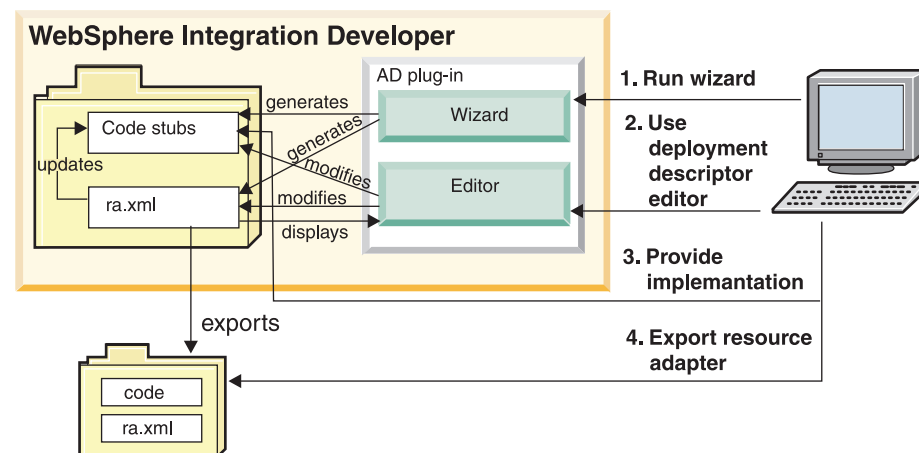 WebSphere Integration Developer
AD plug-in
1. Run wizard
generates
Wizard
Code stubs
2. Use
deployment
descriptor
editor
generates
updates
modifies
Editor
ra.xml
modifies
displays
3. Provide
implemantation
exports
4. Export resource
adapter
code
ra.xml